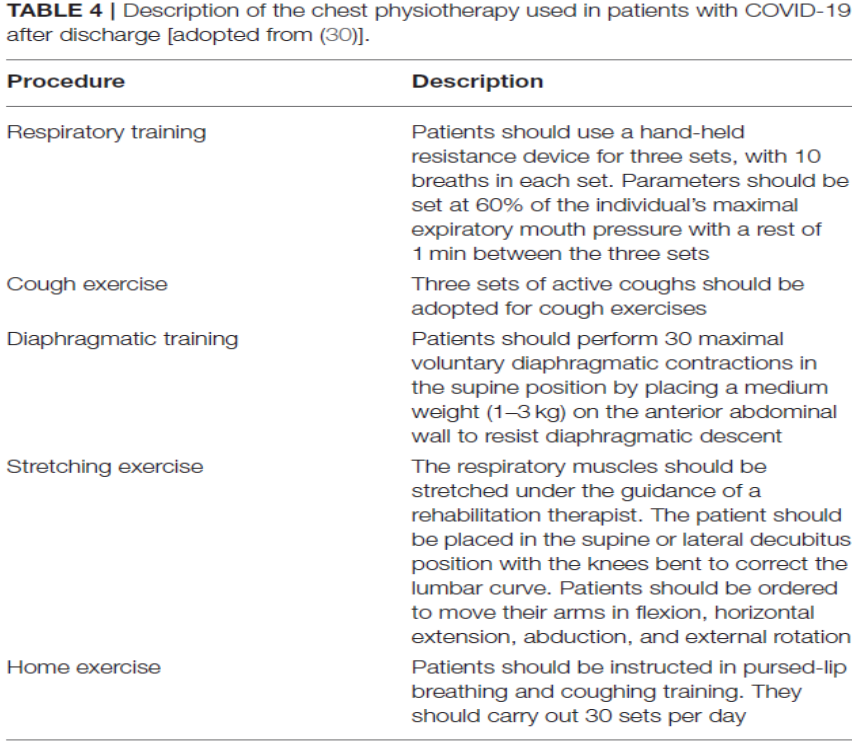 TABLE 4 | Description of the chest physiotherapy used in patients with COVID-19
after discharge [adopted from (30)].
Procedure Description
Respiratory training Patients should use a hand-held
resistance device for three sets, with 10
breaths in each set. Parameters should be
set at 60% of the individual's maximal
expiratory mouth pressure with a rest of
1 min between the three sets
Cough exercise Three sets of active coughs should be
adopted for cough exercises
Diaphragmatic training Patients should perform 30 maximal
voluntary diaphragmatic contractions in
the supine position by placing a medium
weight (1–3 kg) on the anterior abdominal
wall to resist diaphragmatic descent
Stretching exercise The respiratory muscles should be
stretched under the guidance of a
rehabilitation therapist. The patient should
be placed in the supine or lateral decubitus
position with the knees bent to correct the
lumbar curve. Patients should be ordered
to move their arms in flexion, horizontal
extension, abduction, and external rotation
Home exercise Patients should be instructed in pursed-lip
breathing and coughing training. They
should carry out 30 sets per day